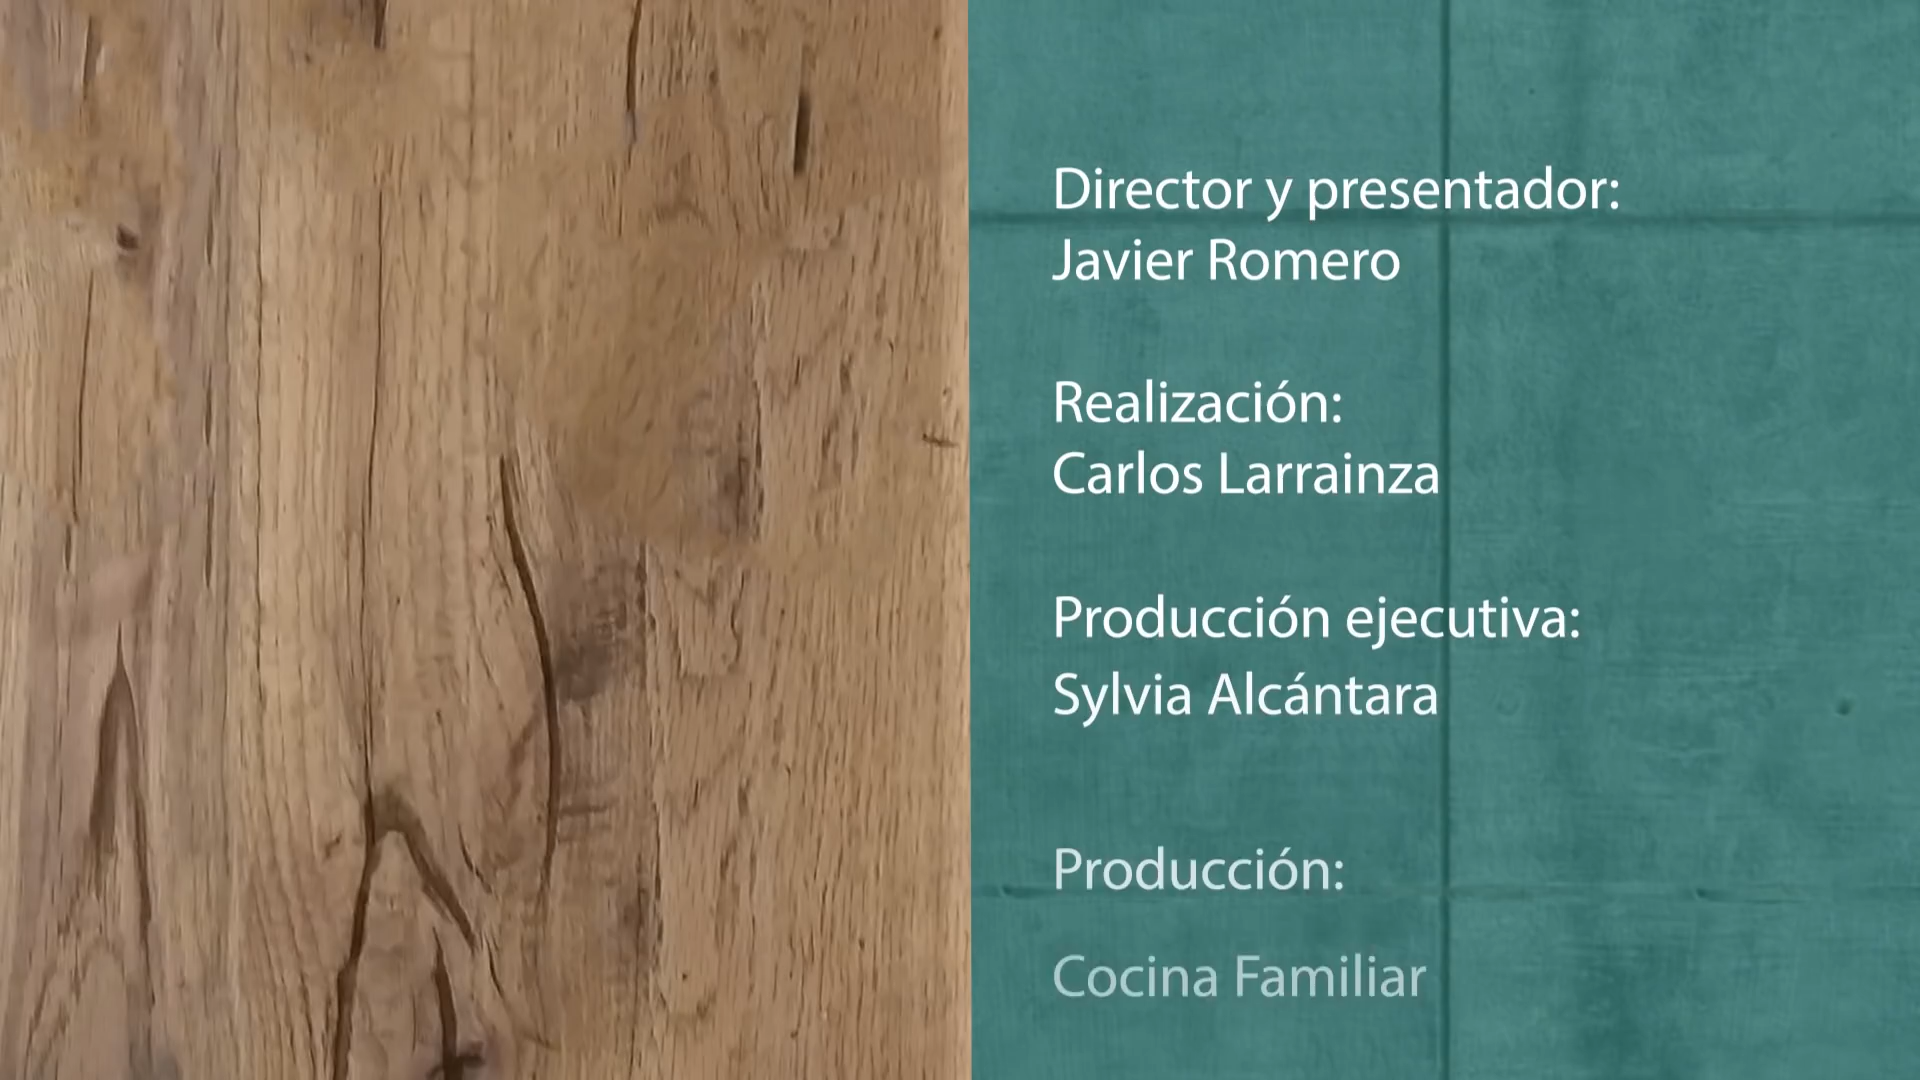 Director y presentador:
Javier Romero
Realización:
Carlos Larrainza
Producción ejecutiva:
Sylvia Alcántara
Producción:
Cocina Familiar